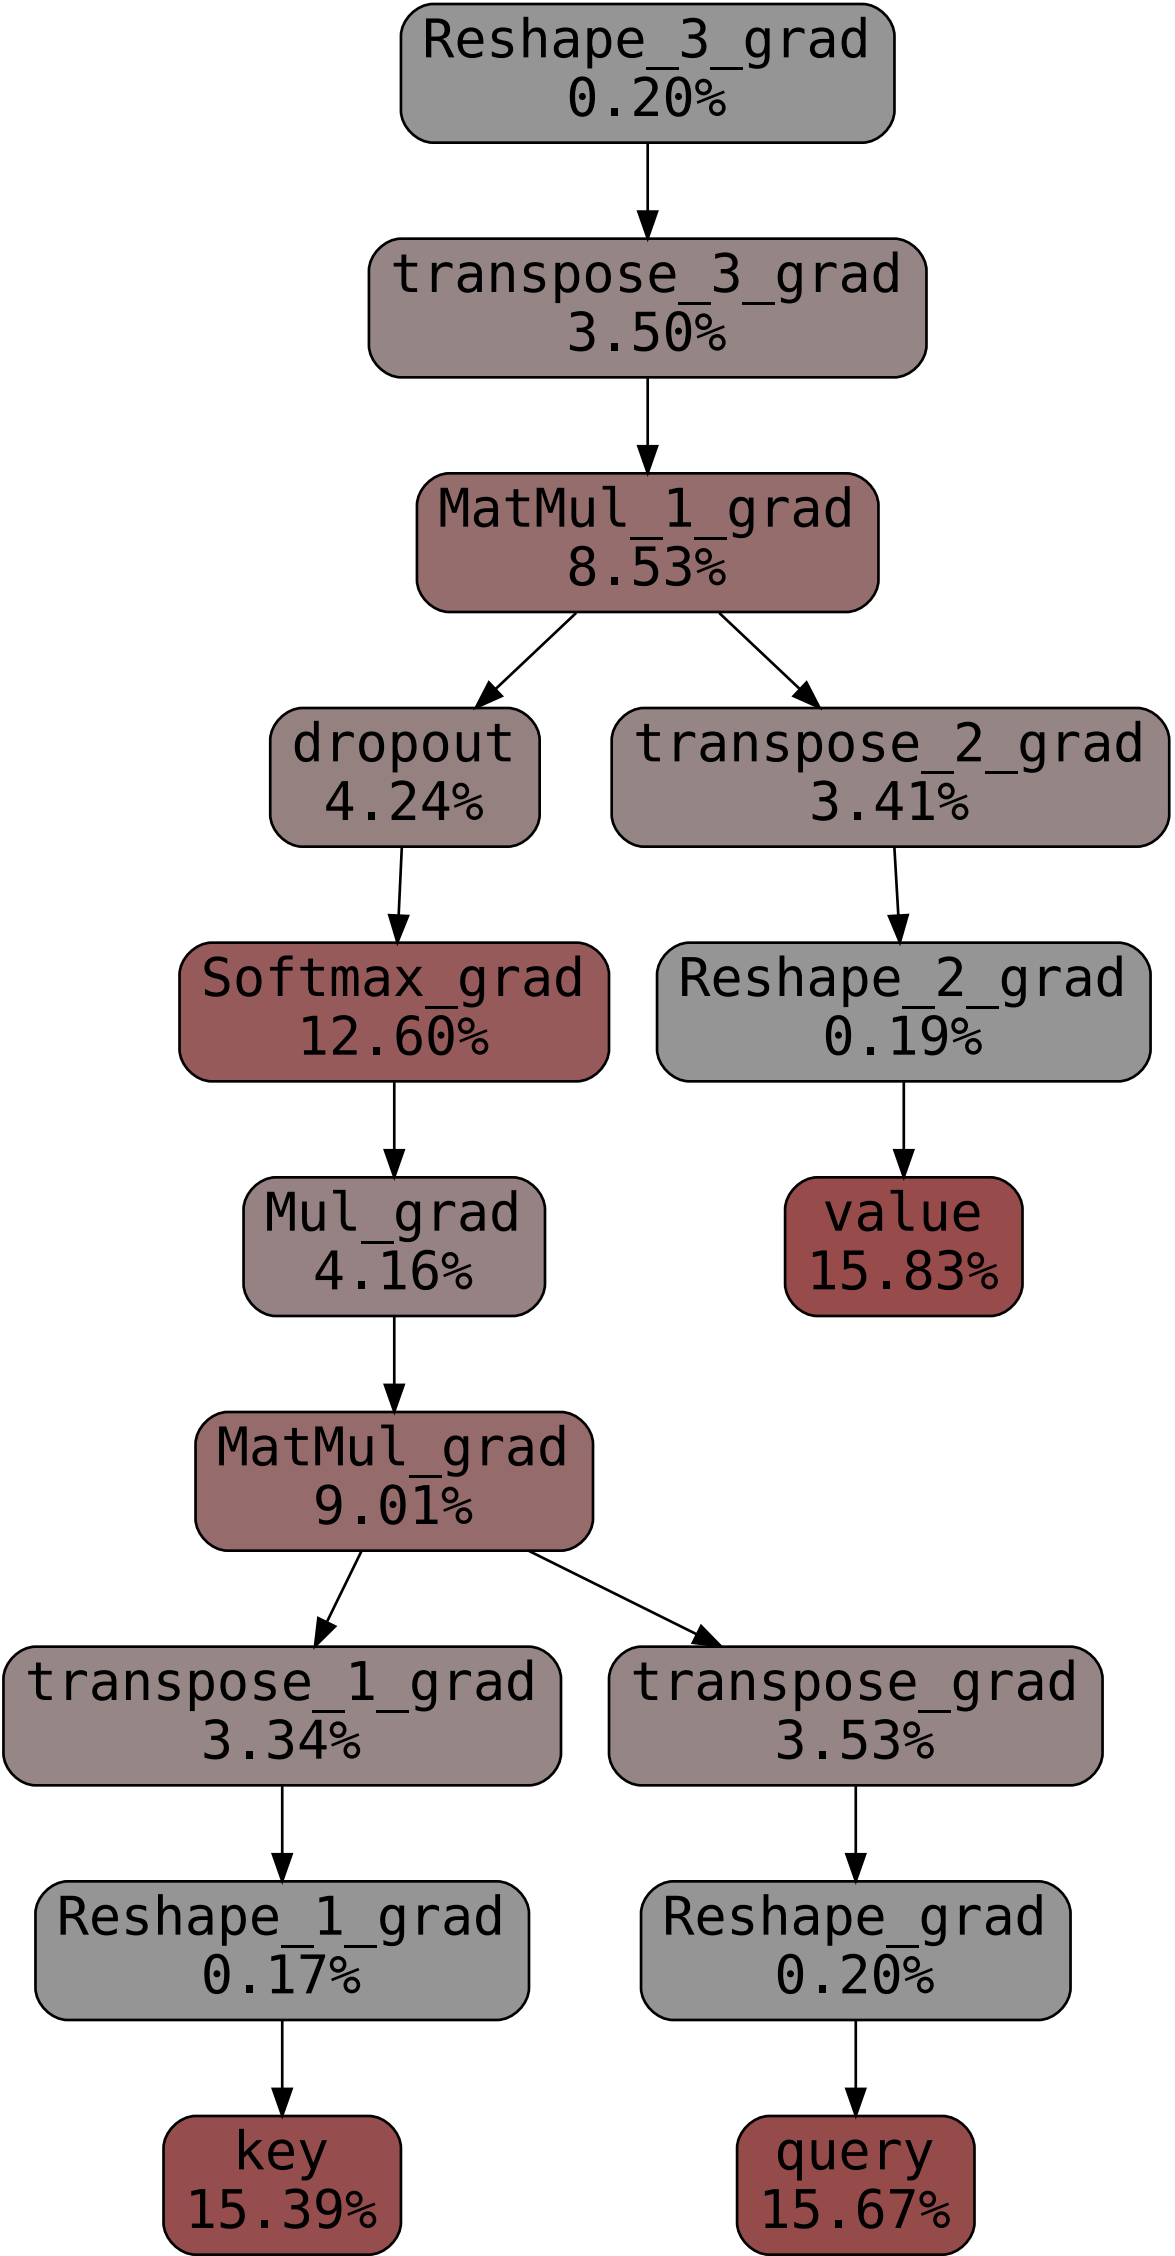 Reshape_3_grad
0.20%
transpose_3_grad
3.50%
MatMul_1_grad
8.53%
dropout
4.24%
transpose_2_grad
3.41%
Softmax_grad
12.60%
Reshape_2_grad
0.19%
Mul_grad
4.16%
value
15.83%
MatMul_grad
9.01%
transpose_1_grad
3.34%
transpose_grad
3.53%
Reshape_1_grad
0.17%
Reshape_grad
0.20%
key
15.39%
query
15.67%